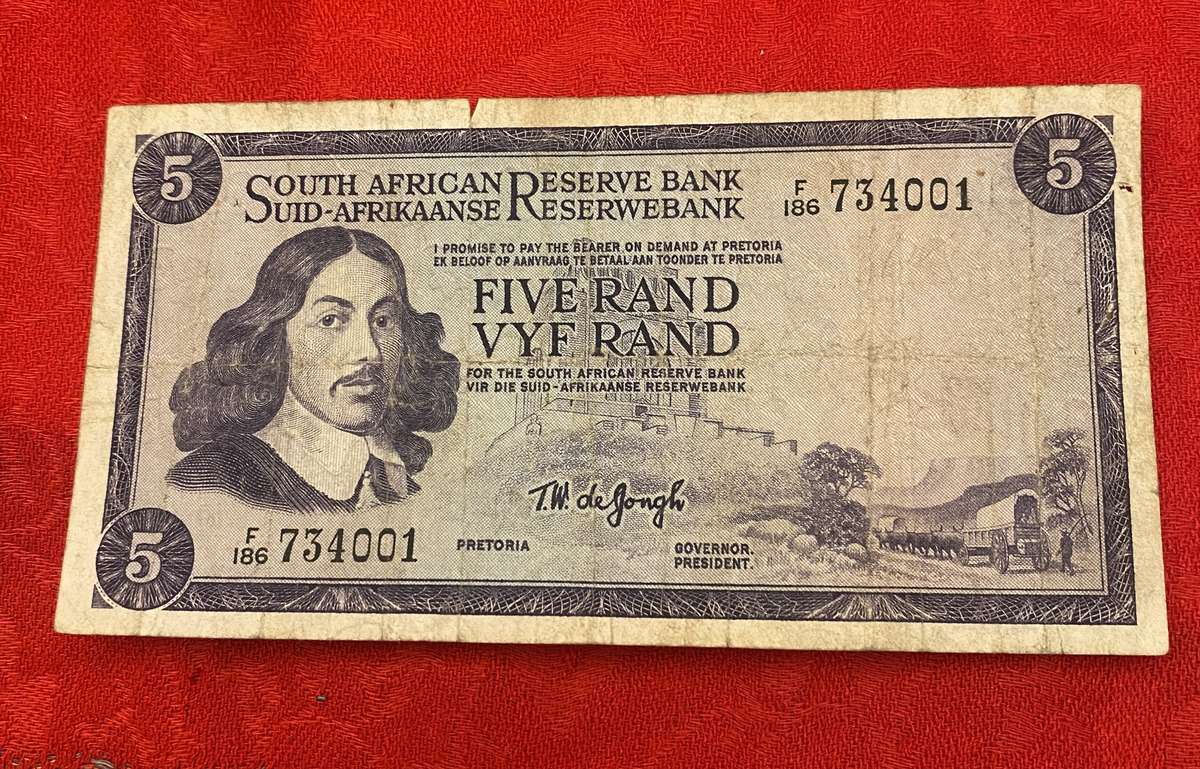 5
5
SOUTH AFRICAN RESERVE BANK
SUID-AFRIKAANSE RESERWEBANK
F
186 734001
I PROMISE TO PAY THE BEARER ON DEMAND AT PRETORIA
EK BELOOF OP AANVRAAG TE BETAAL AAN TOONDER TE PRETORIA
FIVE RAND
VYF RAND
FOR THE SOUTH AFRICAN RESERVE BANK
VIR DIE SUID-AFRIKAANSE RESERWEBANK
T.W. de Jongh
5
F
186 734001
PRETORIA
GOVERNOR.
PRESIDENT.